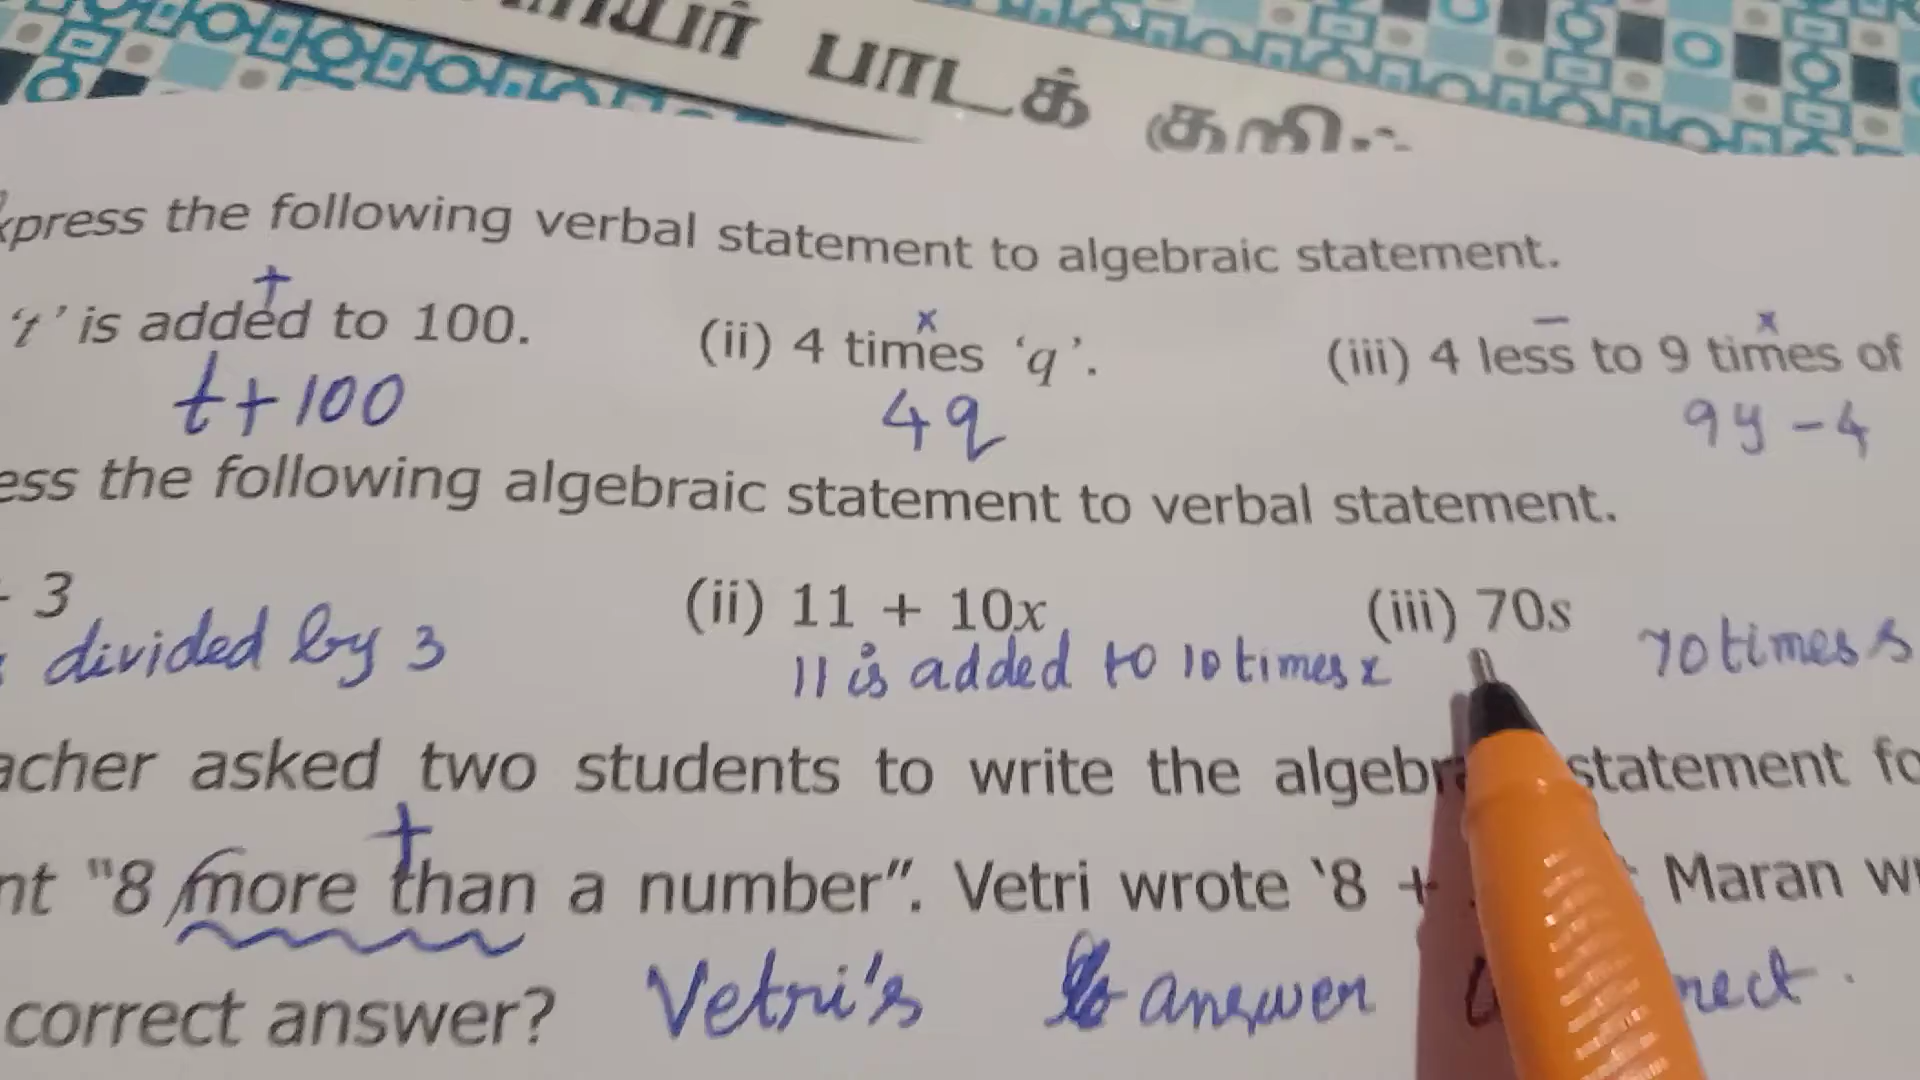 பாடக்
express the following verbal statement to algebraic statement.
+ x – x
't' is added to 100. (ii) 4 times 'q'. (iii) 4 less to 9 times of
t+100 4q 9y – 4
ess the following algebraic statement to verbal statement.
3 (ii) 11 + 10x (iii) 70s
divided by 3 11 is added to 10 times x 70 times s
acher asked two students to write the statement fo
+
nt "8 more than a number". Vetri wrote '8 + Maran wr
correct answer? Vetri's answer rect.